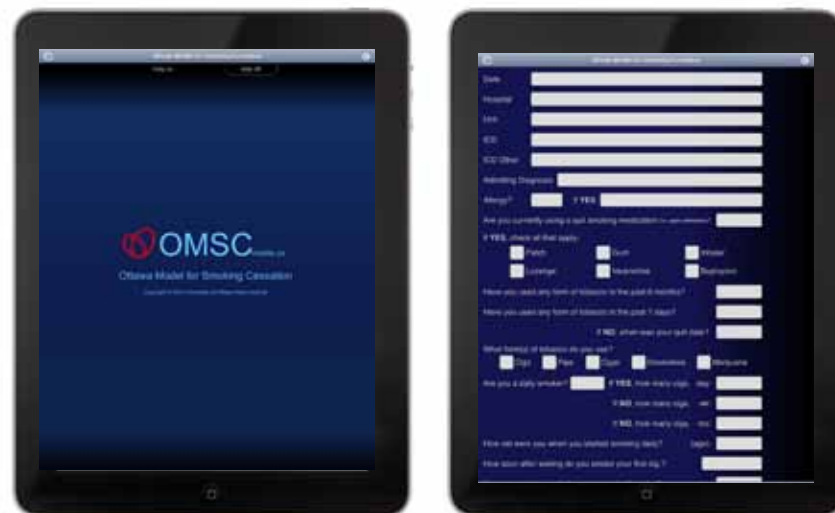 OMSC
Ottawa Model for Smoking Cessation
Date
Hospital
Unit
ICD
ICD Other
Admitting Diagnosis
Allergy? If YES
Are you currently using a quit smoking medication
If YES, check all that apply:
Patch Gum Inhaler
Lozenge Varenicline Bupropion
Have you used any form of tobacco in the past 6 months?
Have you used any form of tobacco in the past 7 days?
If NO, when was your quit date?
What form(s) of tobacco do you use?
Cigs Pipe Cigar Smokeless Marijuana
Are you a daily smoker? If YES, how many cigs, day
If NO, how many cigs, wk
If NO, how many cigs, mo
How old were you when you started smoking daily? (age)
How soon after waking do you smoke your first cig.?